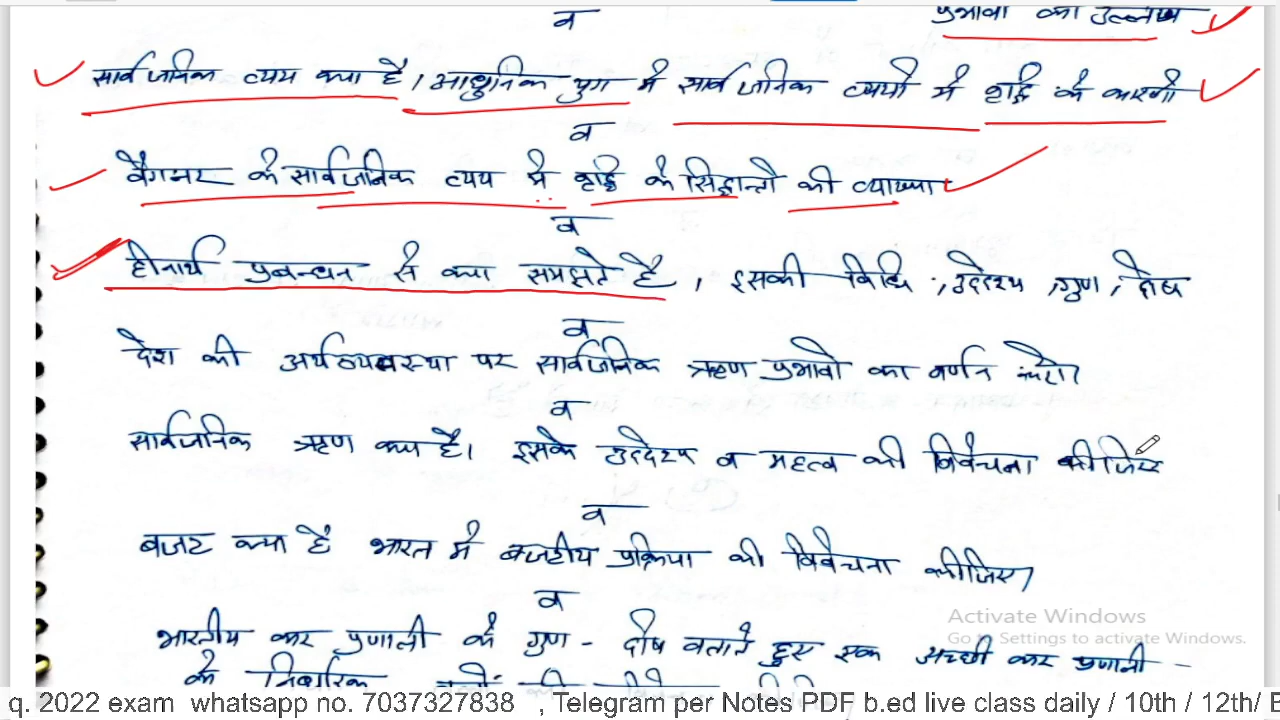 व
प्रभावों का उल्लेख
सार्वजनिक व्यय क्या है, आधुनिक युग में सार्वजनिक व्ययों में वृद्धि के कारणों
व
वैगनर के सार्वजनिक व्यय में वृद्धि के सिद्धान्तों की व्याख्या
व
हीनार्थ प्रबन्धन से क्या समझते है, इसकी विधि, उद्देश्य, गुण, दोष
व
देश की अर्थव्यवस्था पर सार्वजनिक ऋण प्रभावों का वर्णन करो।
व
सार्वजनिक ऋण क्या है। इसके उद्देश्य व महत्व की विवेचना कीजिए
व
बजट क्या है भारत में बजटीय प्रक्रिया की विवेचना कीजिए।
व
भारतीय कर प्रणाली के गुण - दोष बताते हुए एक अच्छी कर प्रणाली -
के निर्धारक
Activate Windows
Go to Settings to activate Windows.
q. 2022 exam whatsapp no. 7037327838 , Telegram per Notes PDF b.ed live class daily / 10th / 12th/